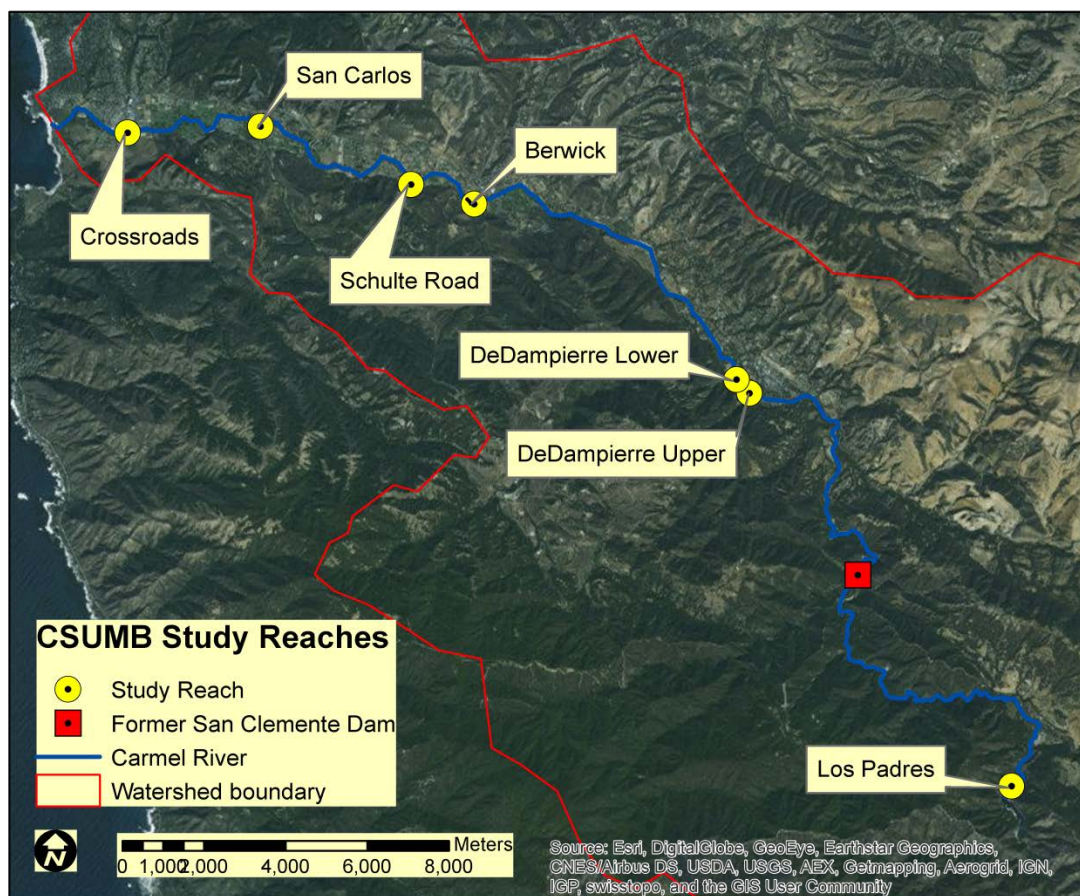 San Carlos
Berwick
Crossroads
Schulte Road
DeDampierre Lower
DeDampierre Upper
Los Padres
CSUMB Study Reaches
Study Reach
Former San Clemente Dam
Carmel River
Watershed boundary
N
Meters
0 1,000 2,000 4,000 6,000 8,000
Source: Esri, DigitalGlobe, GeoEye, Earthstar Geographics,
CNES/Airbus DS, USDA, USGS, AEX, Getmapping, Aerogrid, IGN,
IGP, swisstopo, and the GIS User Community